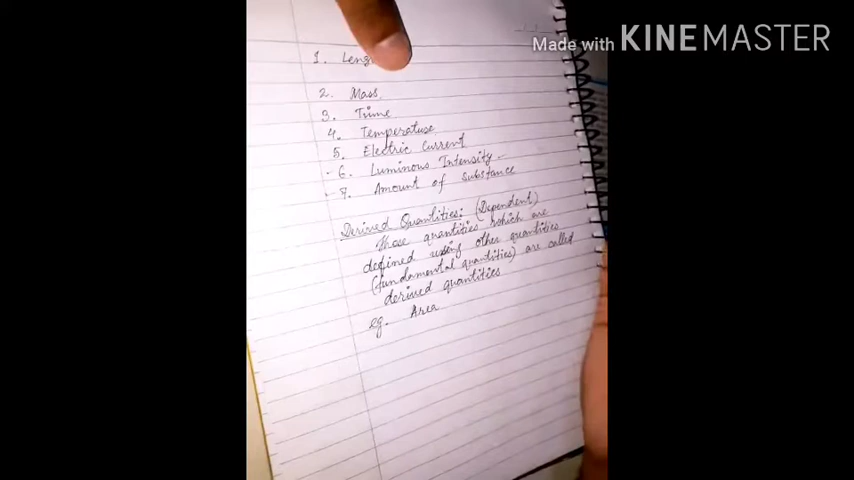 Made with KINEMASTER
1. Leng
2. Mass
3. Time
4. Temperature
5. Electric Current
6. Luminous Intensity
7. Amount of substance
Derived Quantities: (Dependent)
Those quantities which are
defined using other quantities
(fundamental quantities) are called
derived quantities
eg. Area